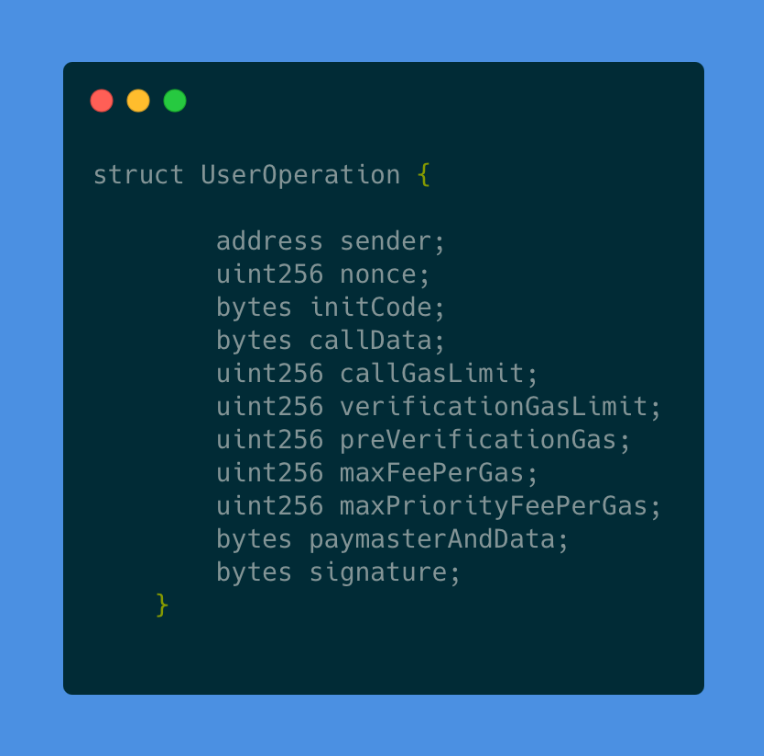 struct UserOperation {
address sender;
uint256 nonce;
bytes initCode;
bytes callData;
uint256 callGasLimit;
uint256 verificationGasLimit;
uint256 preVerificationGas;
uint256 maxFeePerGas;
uint256 maxPriorityFeePerGas;
bytes paymasterAndData;
bytes signature;
}